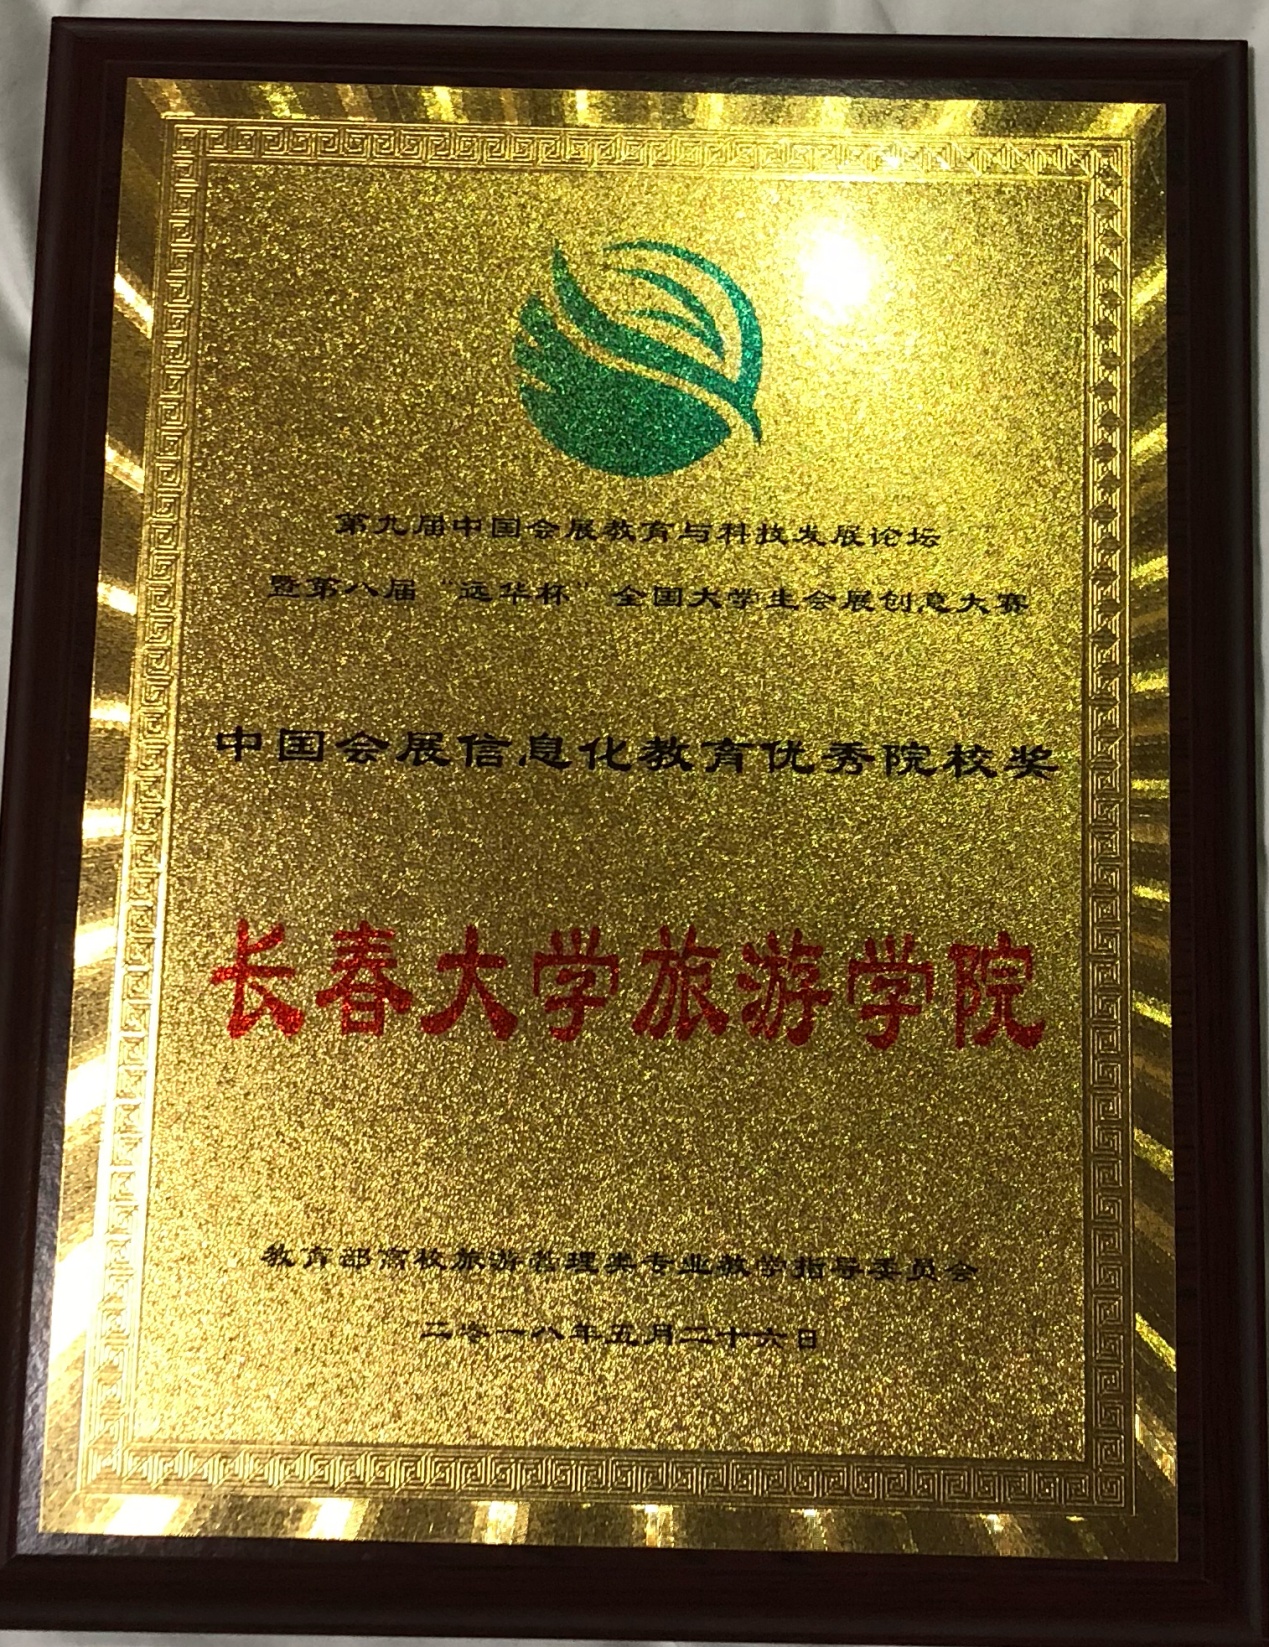 第九届中国会展教育与科技发展论坛
暨第八届“远华杯”全国大学生会展创意大赛
中国会展信息化教育优秀院校奖
长春大学旅游学院
教育部高校旅游管理类专业教学指导委员会
二零一八年五月二十六日